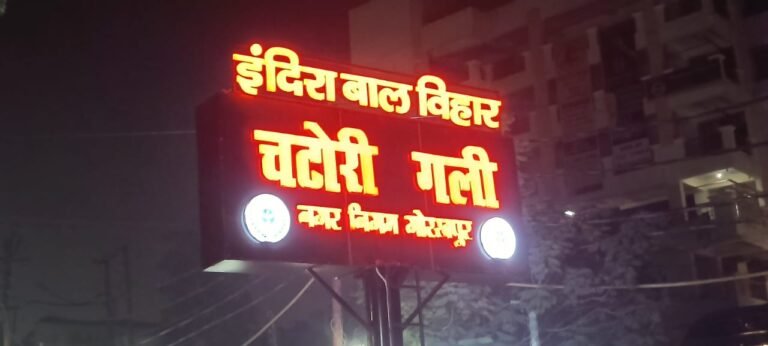 इंदिरा बाल विहार
चटोरी गली
नगर निगम गोरखपुर